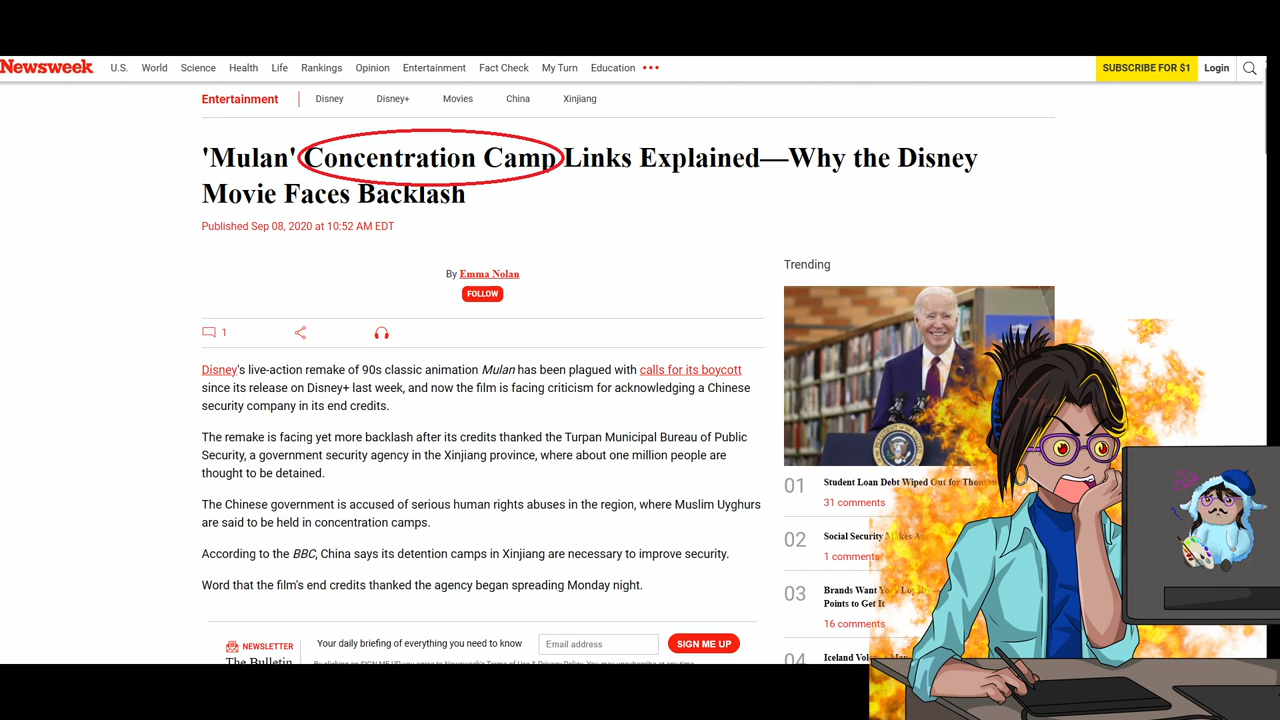 Newsweek U.S. World Science Health Life Rankings Opinion Entertainment Fact Check My Turn Education SUBSCRIBE FOR $1 Login
Entertainment Disney Disney+ Movies China Xinjiang
'Mulan' Concentration Camp Links Explained—Why the Disney
Movie Faces Backlash
Published Sep 08, 2020 at 10:52 AM EDT
By Emma Nolan
FOLLOW
1
Disney's live-action remake of 90s classic animation Mulan has been plagued with calls for its boycott
since its release on Disney+ last week, and now the film is facing criticism for acknowledging a Chinese
security company in its end credits.
The remake is facing yet more backlash after its credits thanked the Turpan Municipal Bureau of Public
Security, a government security agency in the Xinjiang province, where about one million people are
thought to be detained.
The Chinese government is accused of serious human rights abuses in the region, where Muslim Uyghurs
are said to be held in concentration camps.
According to the BBC, China says its detention camps in Xinjiang are necessary to improve security.
Word that the film's end credits thanked the agency began spreading Monday night.
NEWSLETTER
The Bulletin
Your daily briefing of everything you need to know
Email address
SIGN ME UP
Trending
01 Student Loan Debt Wiped Out for
31 comments
02 Social Security
1 comments
03 Brands Want
Points to Get It
16 comments
04 Iceland